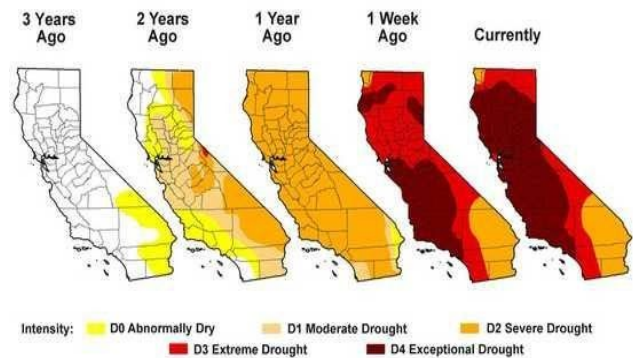 3 Years
Ago
2 Years
Ago
1 Year
Ago
1 Week
Ago
Currently
Intensity:
D0 Abnormally Dry
D1 Moderate Drought
D2 Severe Drought
D3 Extreme Drought
D4 Exceptional Drought